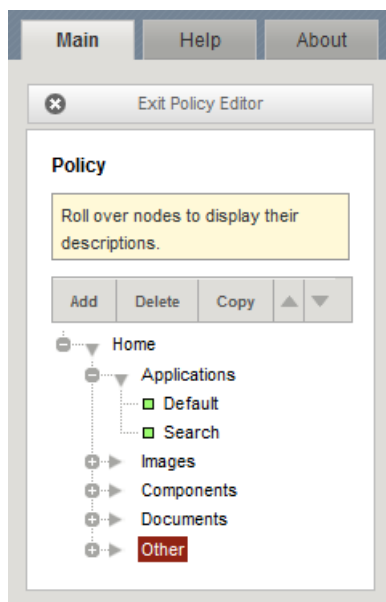 Main Help About
Exit Policy Editor
Policy
Roll over nodes to display their
descriptions.
Add Delete Copy
Home
Applications
Default
Search
Images
Components
Documents
Other